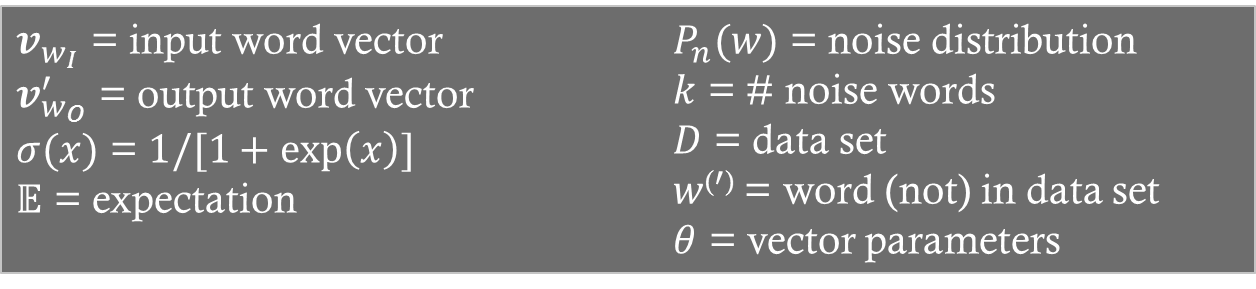 𝒗_{w_I} = input word vector
𝒗′_{w_O} = output word vector
σ(x) = 1/[1 + exp(x)]
𝔼 = expectation
P_n(w) = noise distribution
k = # noise words
D = data set
w^{(′)} = word (not) in data set
θ = vector parameters